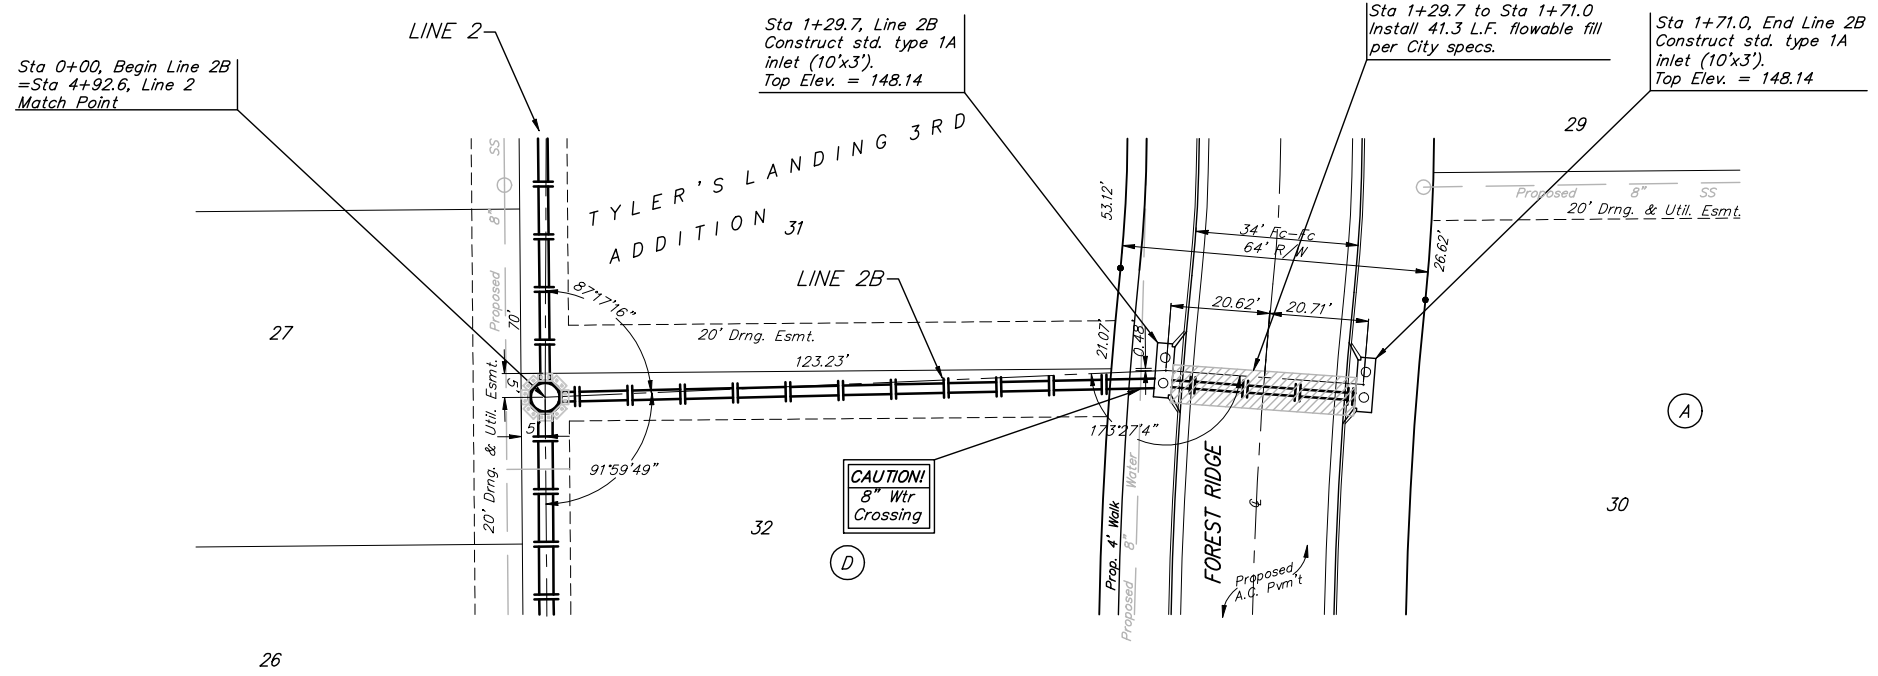 LINE 2
Sta 0+00, Begin Line 2B
=Sta 4+92.6, Line 2
Match Point
Sta 1+29.7, Line 2B
Construct std. type 1A
inlet (10'x3').
Top Elev. = 148.14
Sta 1+29.7 to Sta 1+71.0
Install 41.3 L.F. flowable fill
per City specs.
Sta 1+71.0, End Line 2B
Construct std. type 1A
inlet (10'x3').
Top Elev. = 148.14
29
SS
8"
Proposed
TYLER'S LANDING 3RD
ADDITION
31
53.12'
34' Fc-Fc
64' R/W
Proposed 8" SS
20' Drng. & Util. Esmt.
26.62'
LINE 2B
87°17'16"
70'
27
20' Drng. Esmt.
123.23'
21.07'
0.48'
20.62'
20.71'
5'
5'
20' Drng. & Util. Esmt.
91°59'49"
173°27'4"
A
CAUTION!
8" Wtr
Crossing
32
D
Prop. 4' Walk
Proposed 8" Water
FOREST RIDGE
Proposed
A.C. Pvm't
30
26